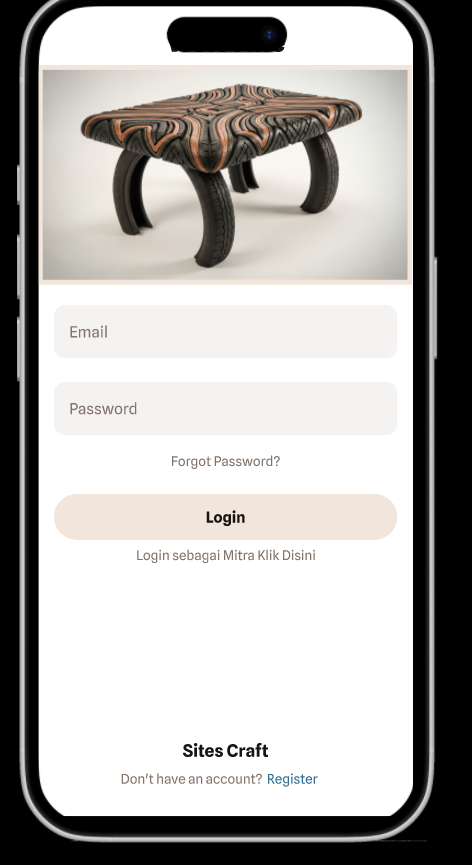 Email
Password
Forgot Password?
Login
Login sebagai Mitra Klik Disini
Sites Craft
Don't have an account? Register